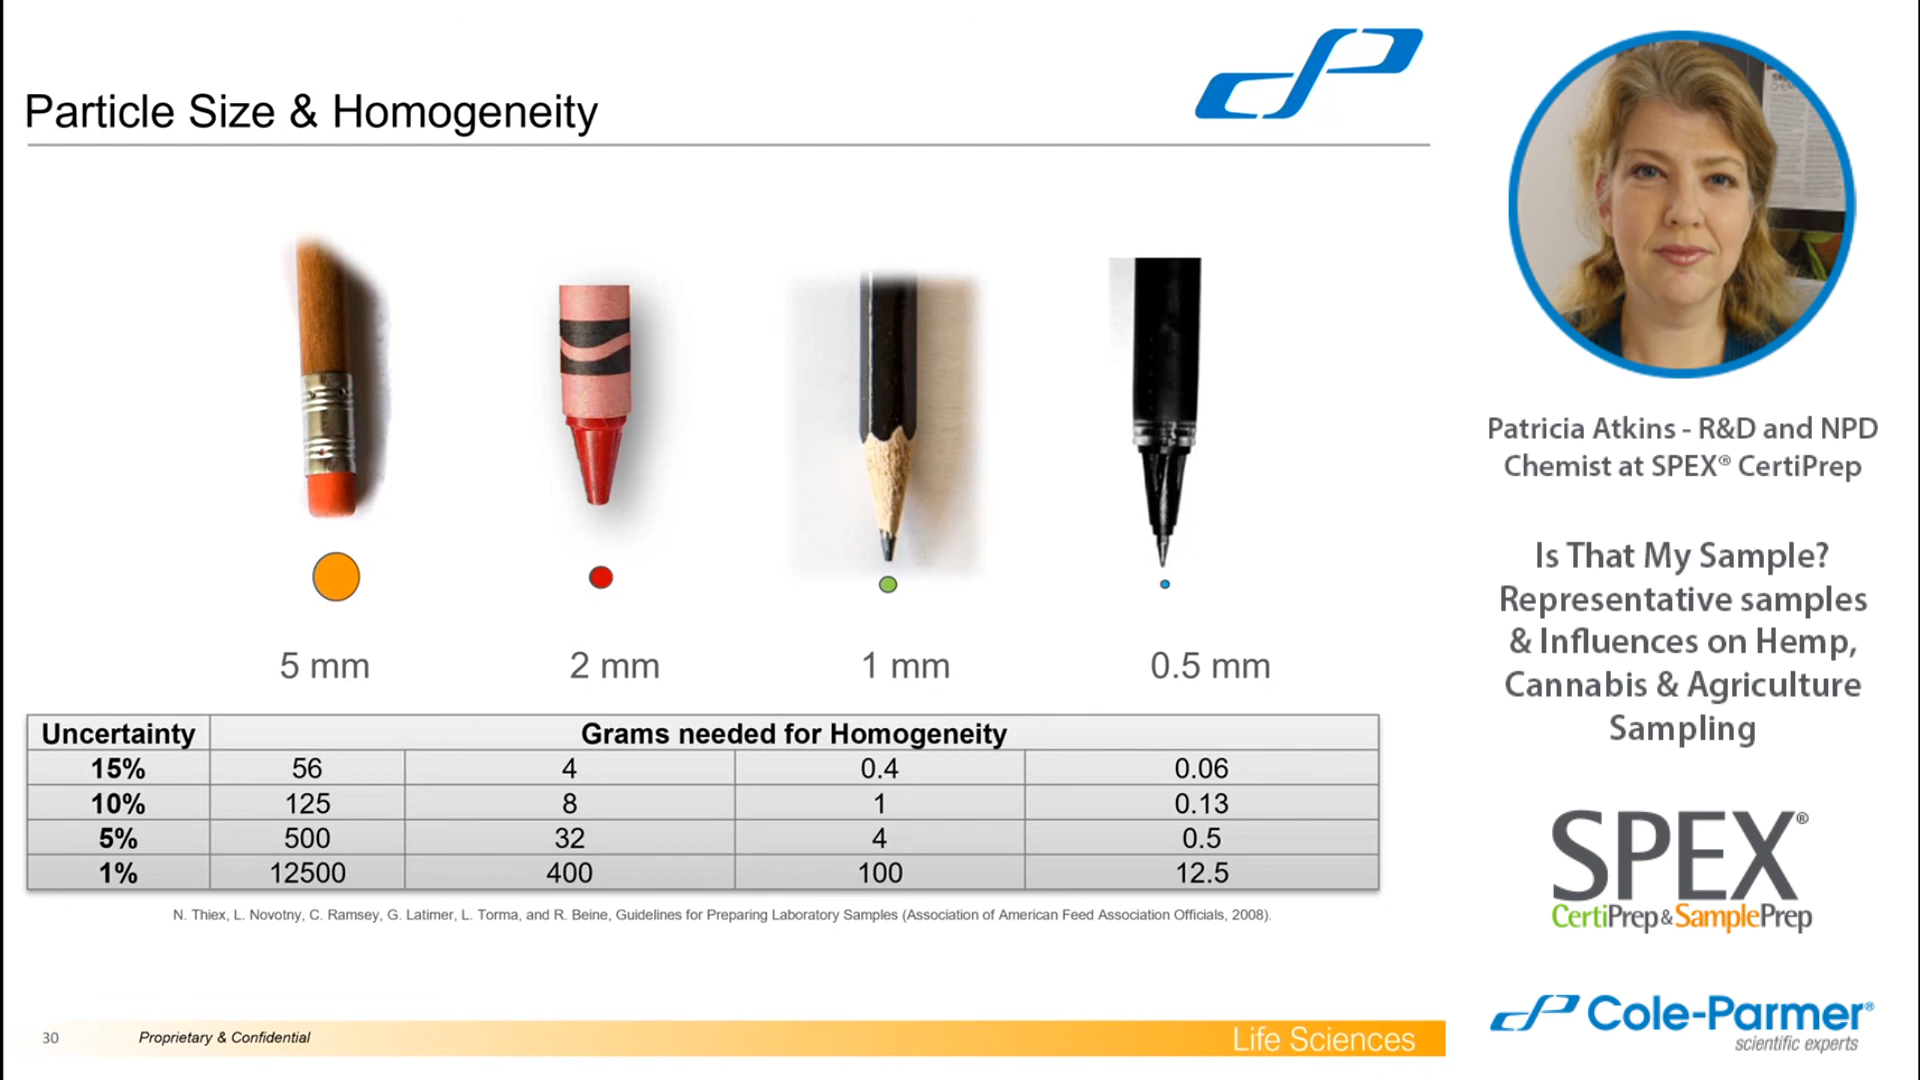 Particle Size & Homogeneity
5 mm 2 mm 1 mm 0.5 mm
Uncertainty Grams needed for Homogeneity
15% 56 4 0.4 0.06
10% 125 8 1 0.13
5% 500 32 4 0.5
1% 12500 400 100 12.5
N. Thiex, L. Novotny, C. Ramsey, G. Latimer, L. Torma, and R. Beine, Guidelines for Preparing Laboratory Samples (Association of American Feed Association Officials, 2008).
30 Proprietary & Confidential Life Sciences
Patricia Atkins - R&D and NPD
Chemist at SPEX® CertiPrep
Is That My Sample?
Representative samples
& Influences on Hemp,
Cannabis & Agriculture
Sampling
SPEX®
CertiPrep & SamplePrep
Cole-Parmer®
scientific experts